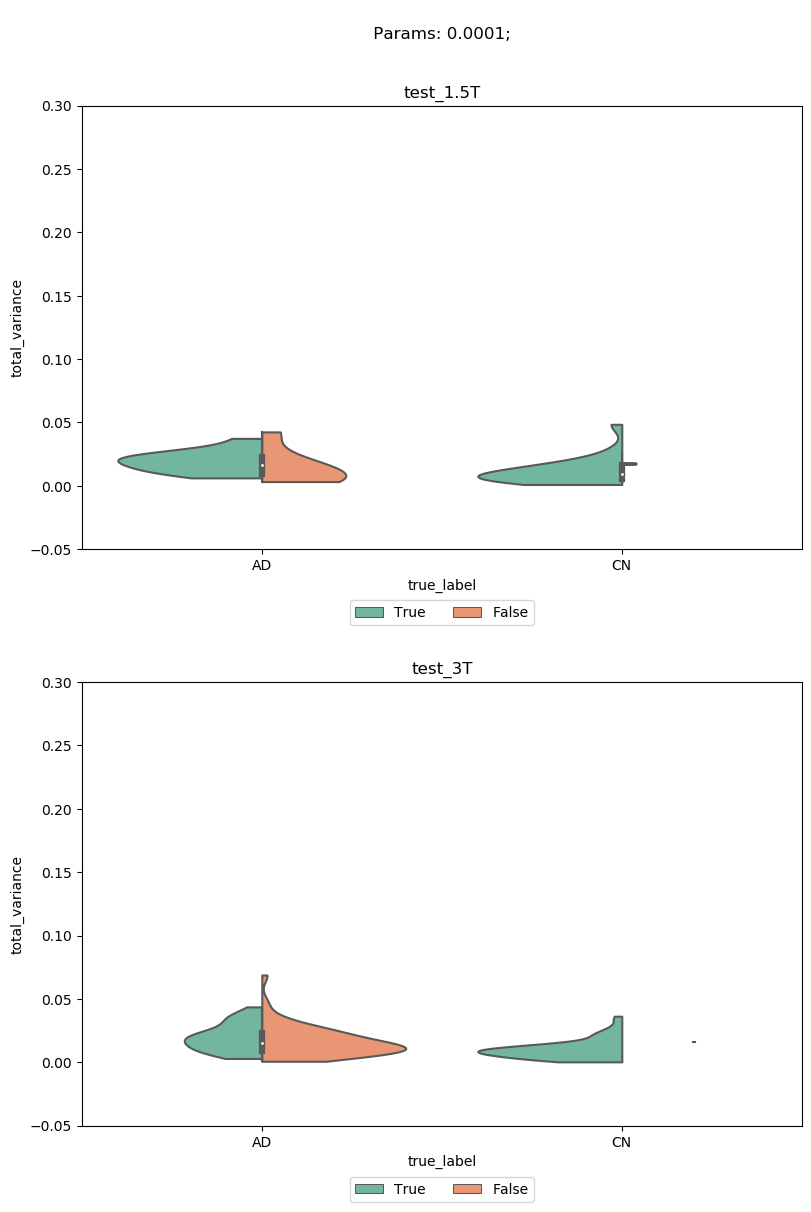 Params: 0.0001;
test_1.5T
0.30
0.25
0.20
0.15
0.10
0.05
0.00
−0.05
total_variance
AD CN
true_label
True False
test_3T
0.30
0.25
0.20
0.15
0.10
0.05
0.00
−0.05
total_variance
AD CN
true_label
True False